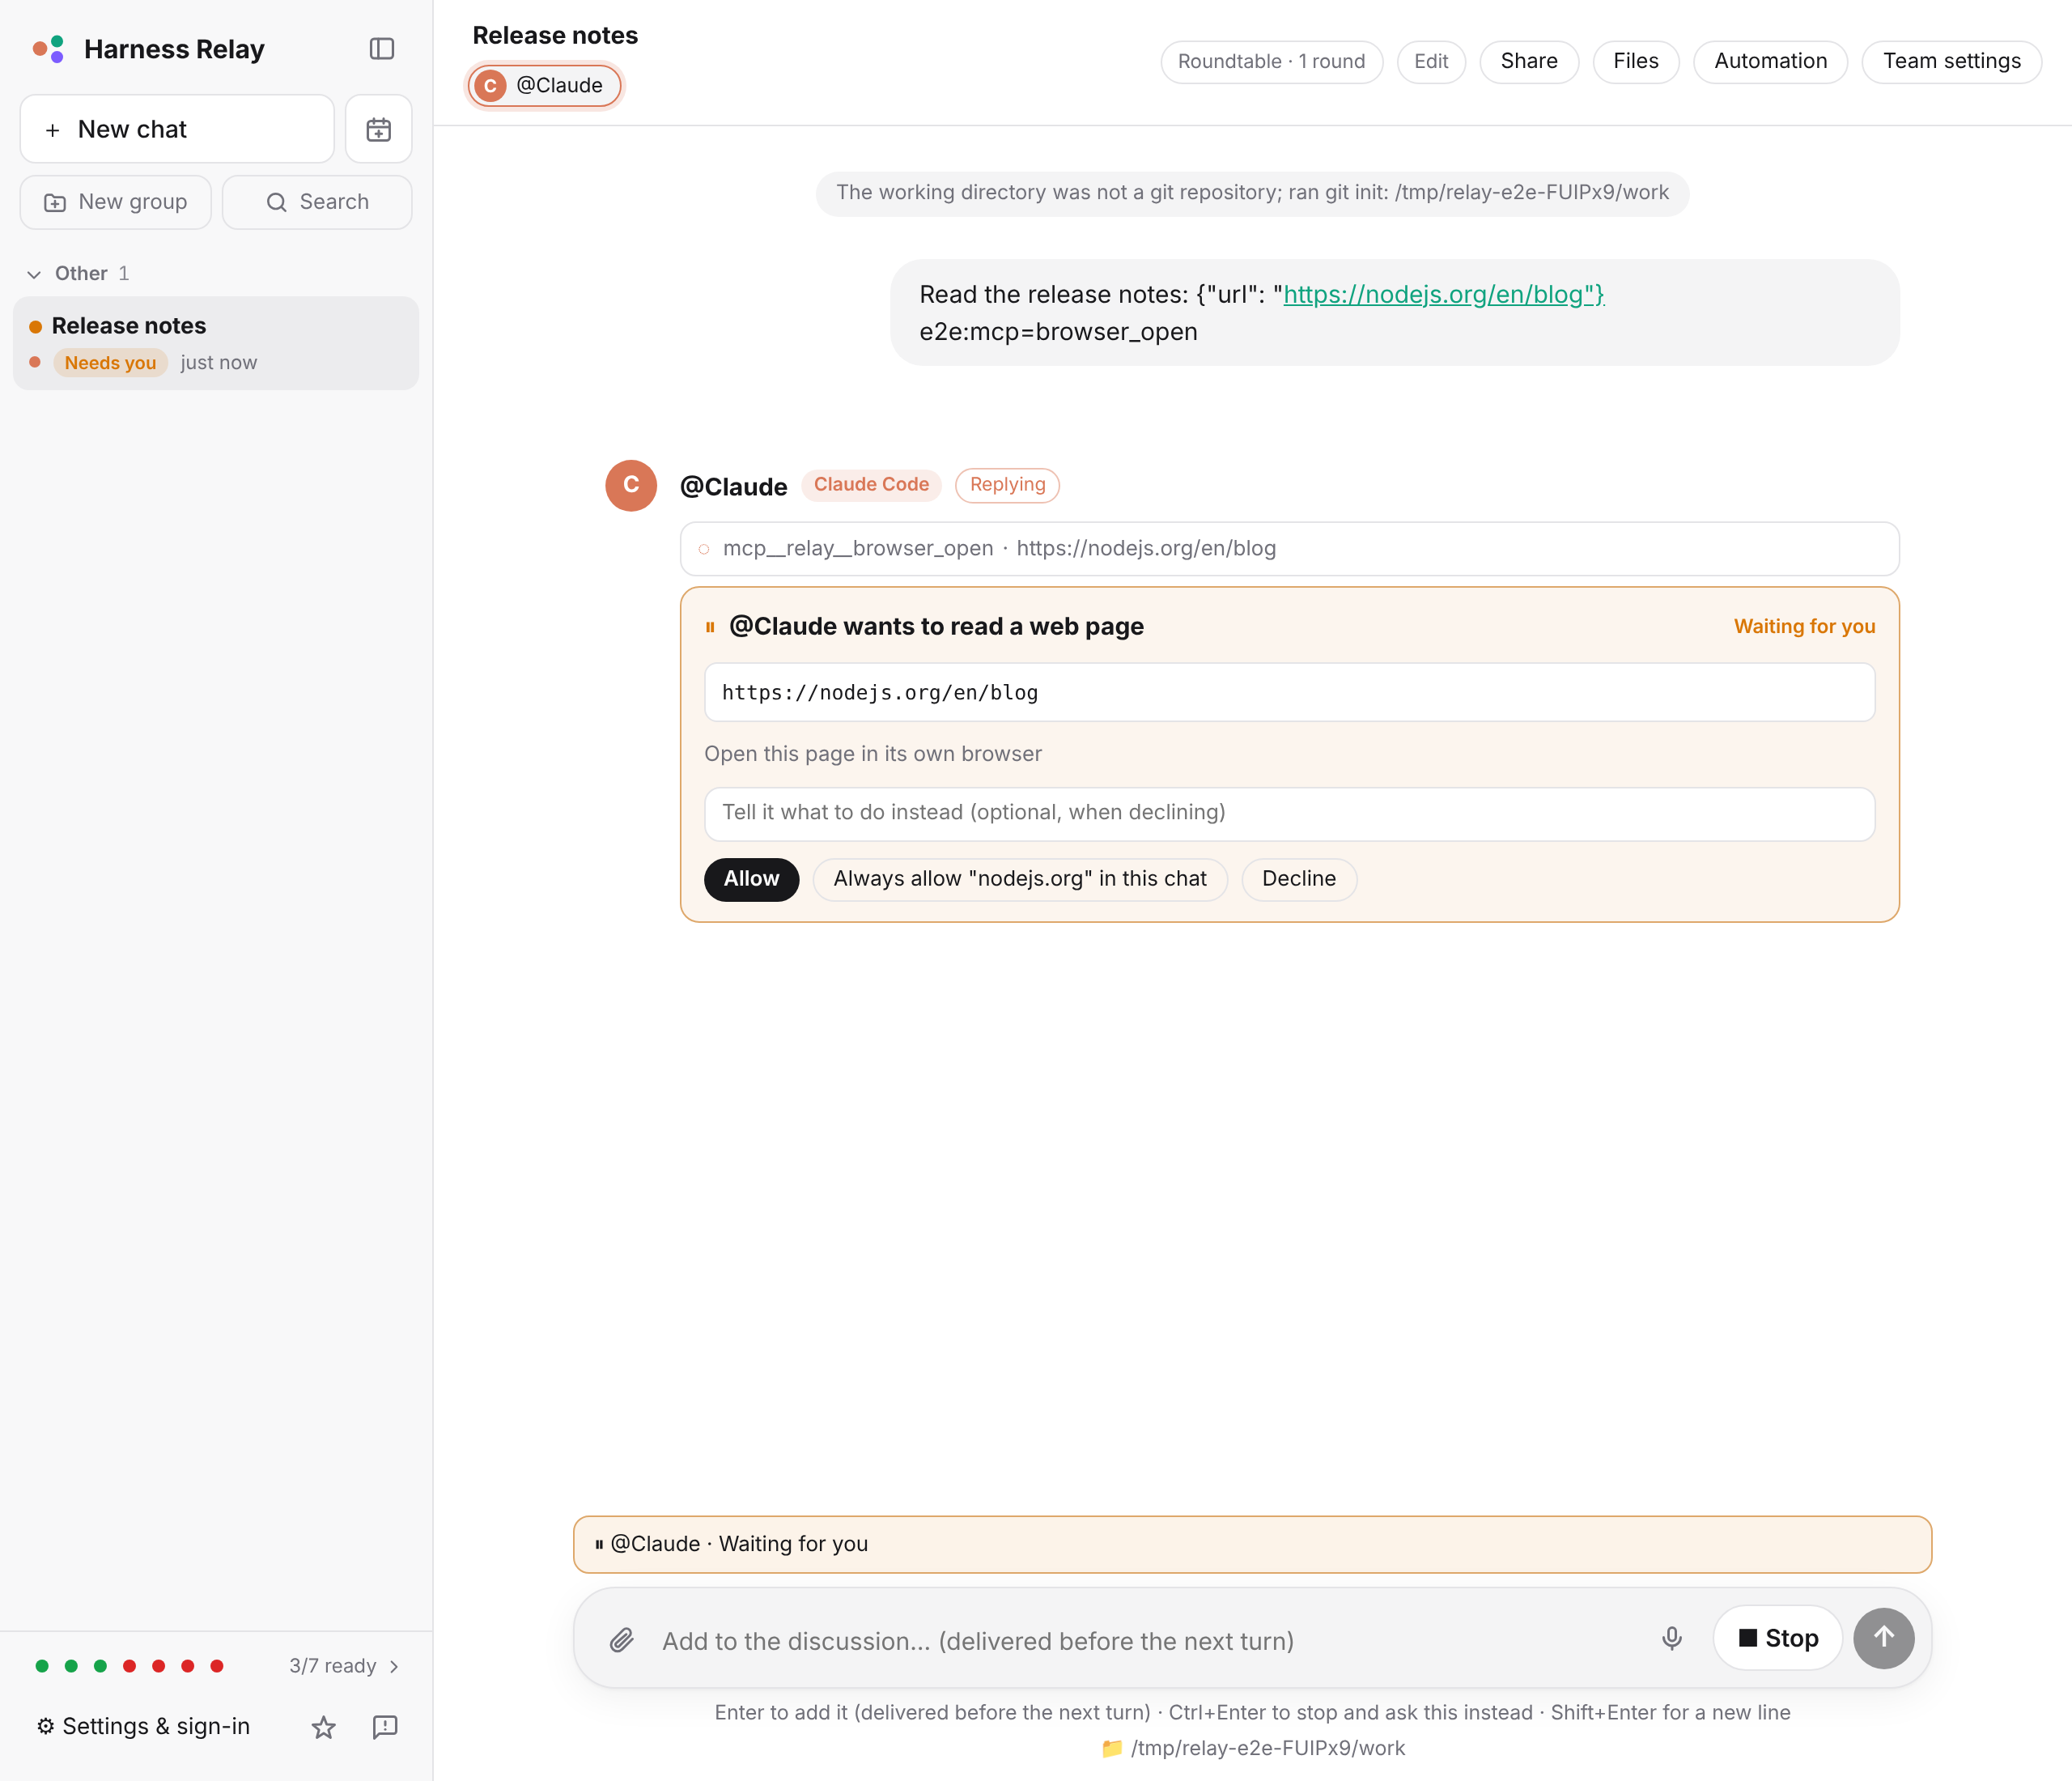 Harness Relay
+ New chat
New group
Search
Other 1
Release notes
Needs you just now
3/7 ready
Settings & sign-in
Release notes
C @Claude
Roundtable · 1 round
Edit
Share
Files
Automation
Team settings
The working directory was not a git repository; ran git init: /tmp/relay-e2e-FUIPx9/work
Read the release notes: {"url": "https://nodejs.org/en/blog"}
e2e:mcp=browser_open
C @Claude Claude Code Replying
mcp__relay__browser_open · https://nodejs.org/en/blog
@Claude wants to read a web page
Waiting for you
https://nodejs.org/en/blog
Open this page in its own browser
Tell it what to do instead (optional, when declining)
Allow
Always allow "nodejs.org" in this chat
Decline
@Claude · Waiting for you
Add to the discussion... (delivered before the next turn)
Stop
Enter to add it (delivered before the next turn) · Ctrl+Enter to stop and ask this instead · Shift+Enter for a new line
/tmp/relay-e2e-FUIPx9/work